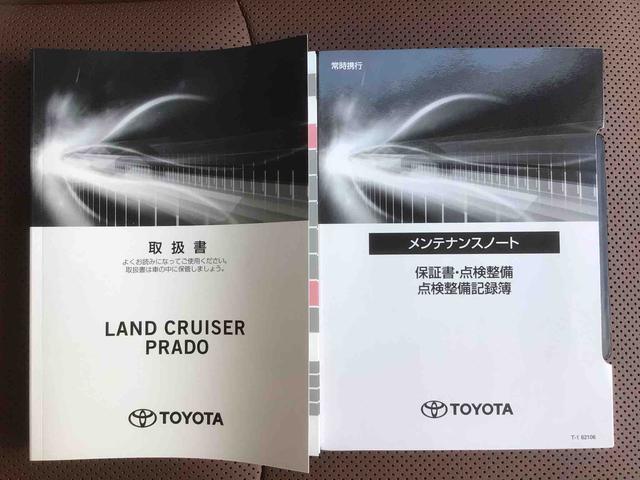 取扱書
よくお読みになってご使用ください。
取扱書は車の中に保管しましょう。
LAND CRUISER
PRADO
TOYOTA
常時携行
メンテナンスノート
保証書・点検整備
点検整備記録簿
TOYOTA
T-1 62106